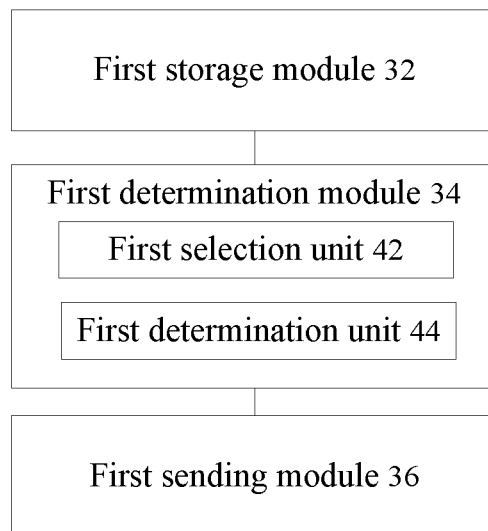 First storage module 32
First determination module 34
First selection unit 42
First determination unit 44
First sending module 36